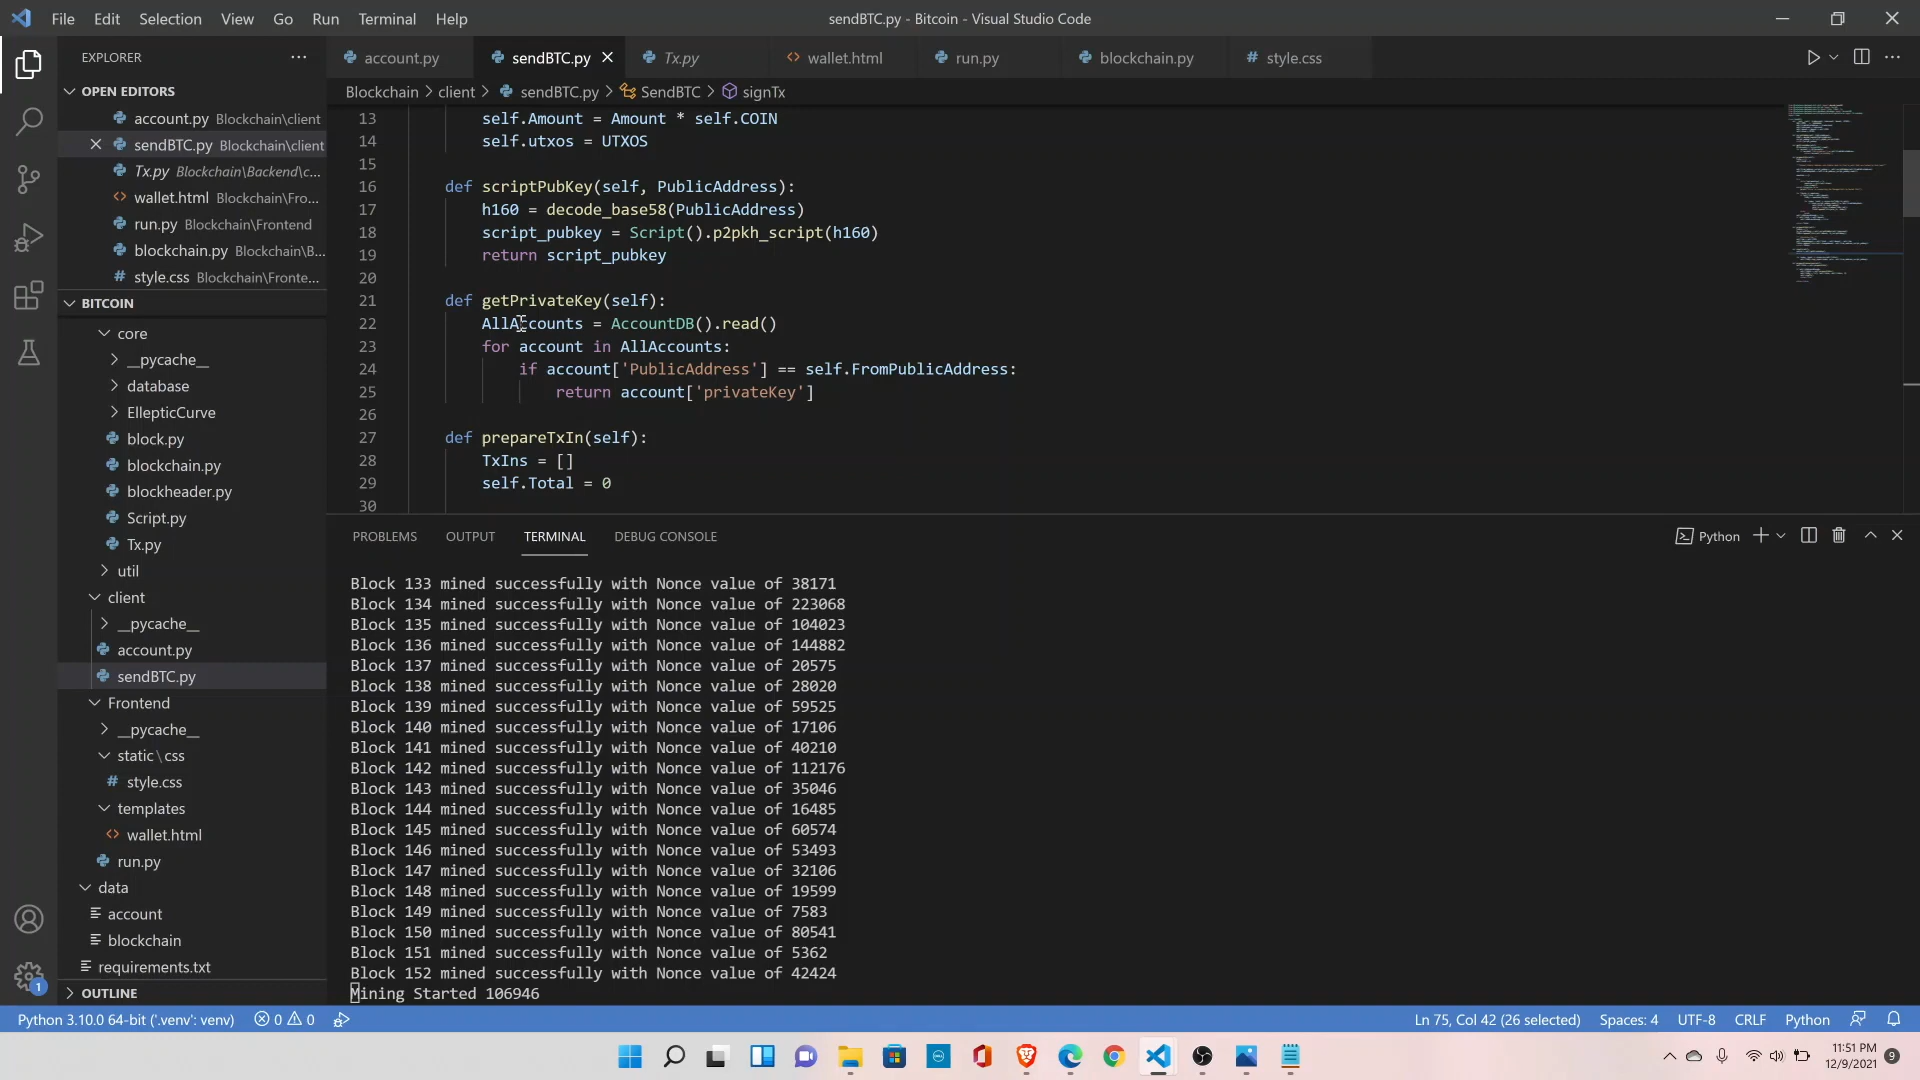 File Edit Selection View Go Run Terminal Help
sendBTC.py - Bitcoin - Visual Studio Code
EXPLORER
OPEN EDITORS
account.py Blockchain\client
sendBTC.py Blockchain\client
Tx.py Blockchain\Backend\c...
wallet.html Blockchain\Fro...
run.py Blockchain\Frontend
blockchain.py Blockchain\B...
style.css Blockchain\Fronte...
BITCOIN
core
__pycache__
database
EllepticCurve
block.py
blockchain.py
blockheader.py
Script.py
Tx.py
util
client
__pycache__
account.py
sendBTC.py
Frontend
__pycache__
static\css
style.css
templates
wallet.html
run.py
data
account
blockchain
requirements.txt
OUTLINE
account.py sendBTC.py Tx.py wallet.html run.py blockchain.py style.css
Blockchain > client > sendBTC.py > SendBTC > signTx
13 self.Amount = Amount * self.COIN
14 self.utxos = UTXOS
15
16 def scriptPubKey(self, PublicAddress):
17 h160 = decode_base58(PublicAddress)
18 script_pubkey = Script().p2pkh_script(h160)
19 return script_pubkey
20
21 def getPrivateKey(self):
22 AllAccounts = AccountDB().read()
23 for account in AllAccounts:
24 if account['PublicAddress'] == self.FromPublicAddress:
25 return account['privateKey']
26
27 def prepareTxIn(self):
28 TxIns = []
29 self.Total = 0
30
PROBLEMS OUTPUT TERMINAL DEBUG CONSOLE
Python
Block 133 mined successfully with Nonce value of 38171
Block 134 mined successfully with Nonce value of 223068
Block 135 mined successfully with Nonce value of 104023
Block 136 mined successfully with Nonce value of 144882
Block 137 mined successfully with Nonce value of 20575
Block 138 mined successfully with Nonce value of 28020
Block 139 mined successfully with Nonce value of 59525
Block 140 mined successfully with Nonce value of 17106
Block 141 mined successfully with Nonce value of 40210
Block 142 mined successfully with Nonce value of 112176
Block 143 mined successfully with Nonce value of 35046
Block 144 mined successfully with Nonce value of 16485
Block 145 mined successfully with Nonce value of 60574
Block 146 mined successfully with Nonce value of 53493
Block 147 mined successfully with Nonce value of 32106
Block 148 mined successfully with Nonce value of 19599
Block 149 mined successfully with Nonce value of 7583
Block 150 mined successfully with Nonce value of 80541
Block 151 mined successfully with Nonce value of 5362
Block 152 mined successfully with Nonce value of 42424
Mining Started 106946
1
Python 3.10.0 64-bit ('.venv': venv) 0 0
Ln 75, Col 42 (26 selected) Spaces: 4 UTF-8 CRLF Python
11:51 PM
12/9/2021
9